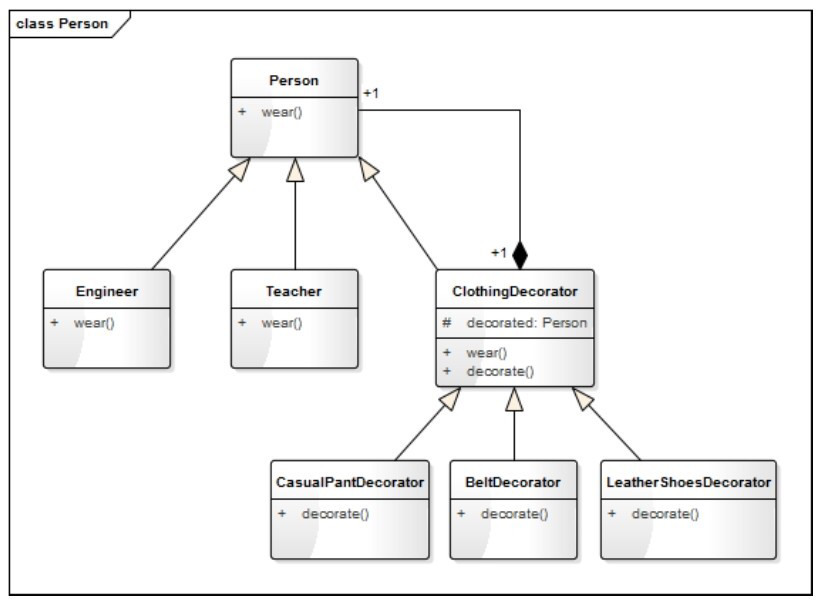 class Person
Person
+ wear()
+1
+1
Engineer
+ wear()
Teacher
+ wear()
ClothingDecorator
# decorated: Person
+ wear()
+ decorate()
CasualPantDecorator
+ decorate()
BeltDecorator
+ decorate()
LeatherShoesDecorator
+ decorate()